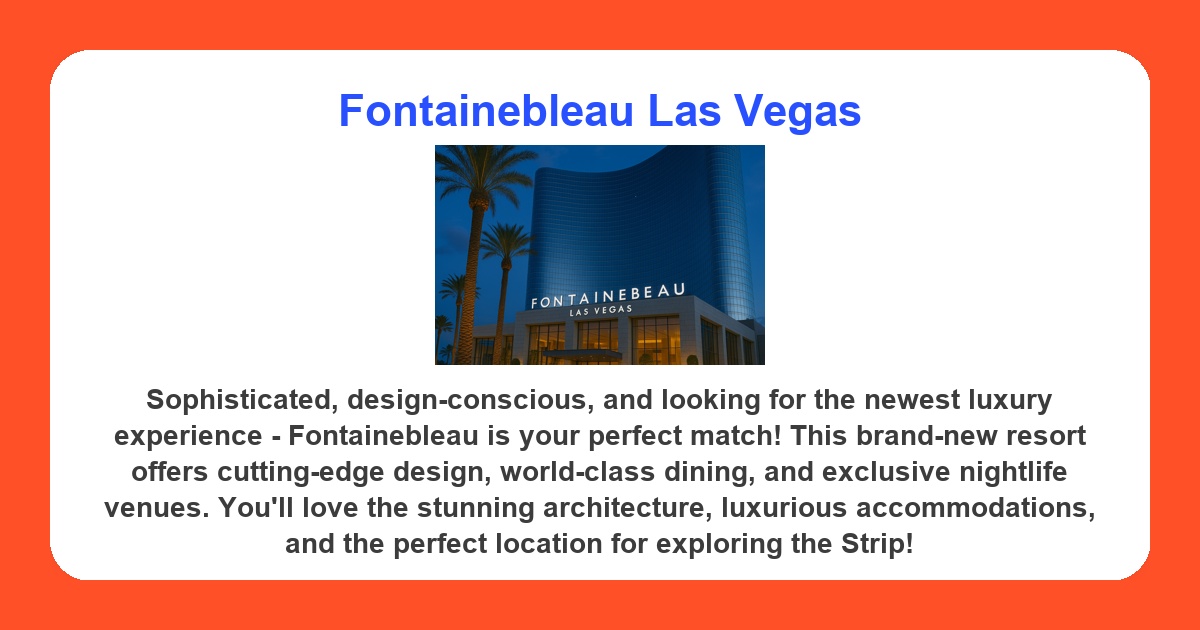 Fontainebleau Las Vegas
FONTAINEBEAU
LAS VEGAS
Sophisticated, design-conscious, and looking for the newest luxury
experience - Fontainebleau is your perfect match! This brand-new resort
offers cutting-edge design, world-class dining, and exclusive nightlife
venues. You'll love the stunning architecture, luxurious accommodations,
and the perfect location for exploring the Strip!